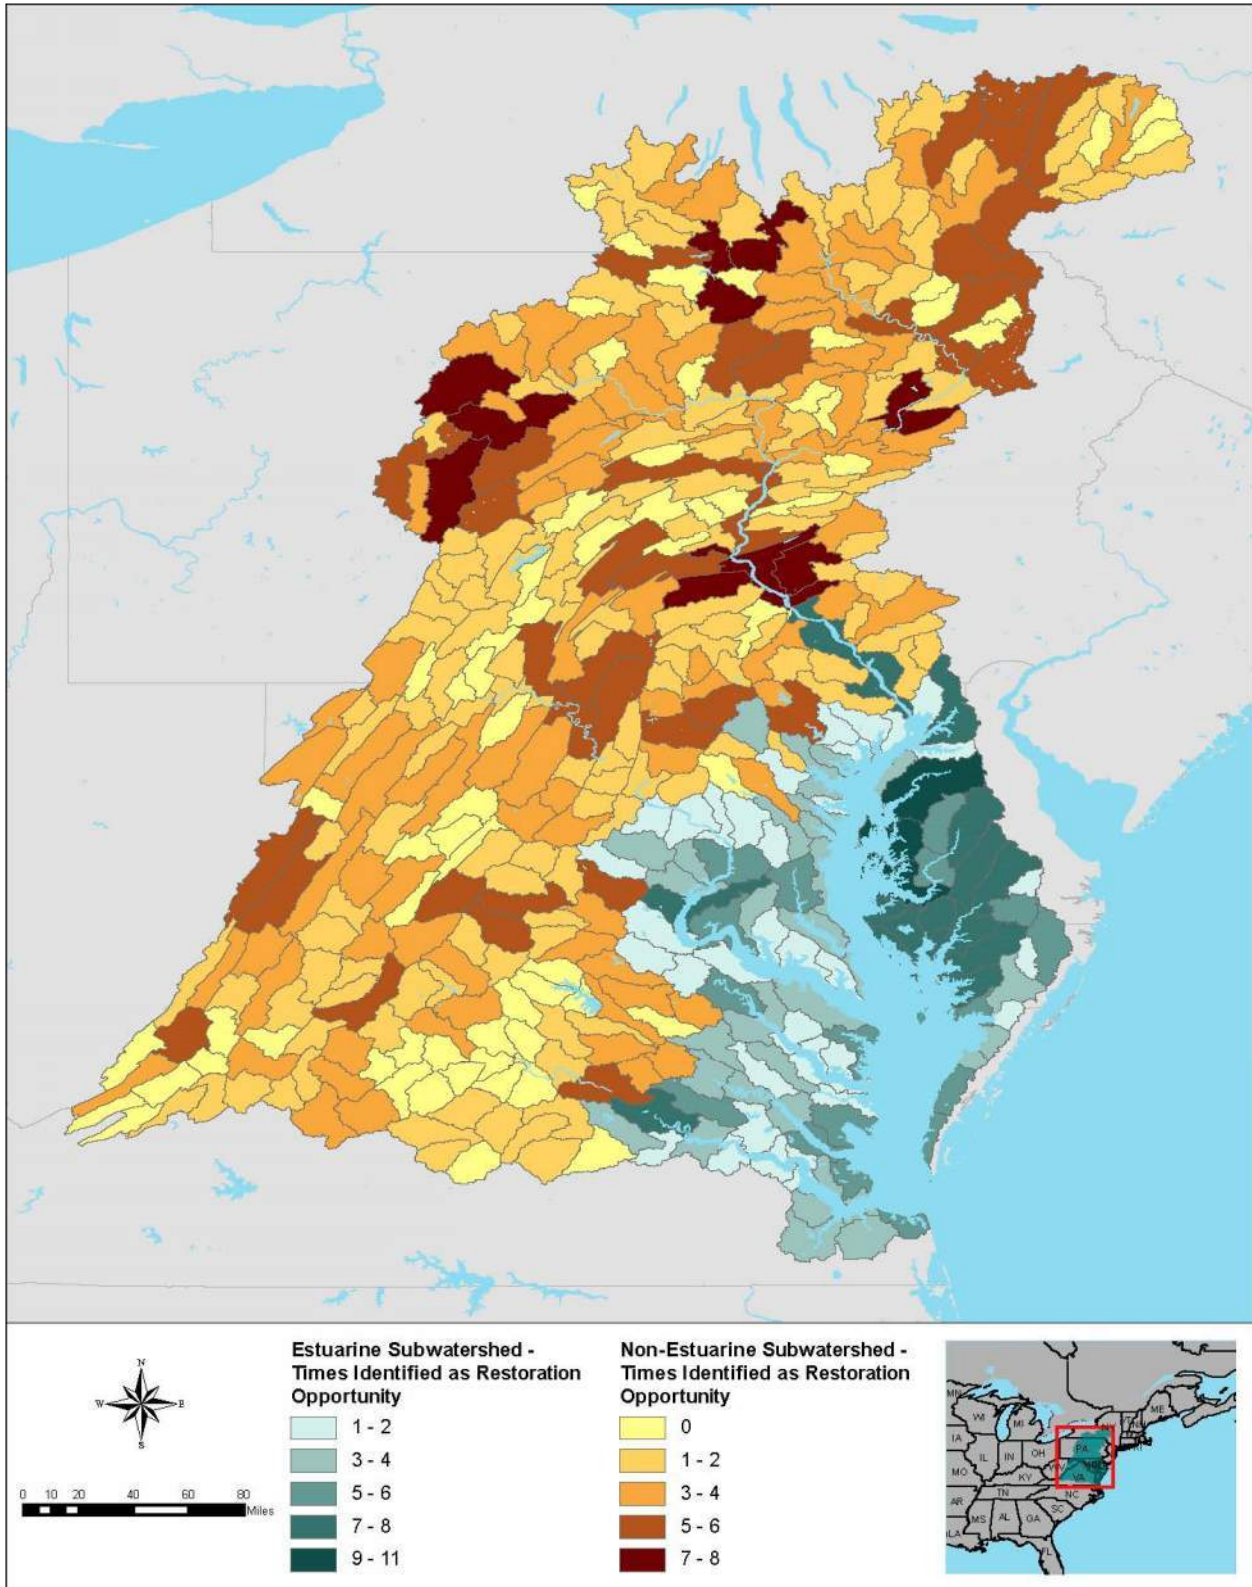 N
E
S
0 10 20 40 60 80
Miles
Estuarine Subwatershed -
Times Identified as Restoration
Opportunity
1 - 2
3 - 4
5 - 6
7 - 8
9 - 11
Non-Estuarine Subwatershed -
Times Identified as Restoration
Opportunity
0
1 - 2
3 - 4
5 - 6
7 - 8
MN
WI
MI
ME
IA
IL
IN
OH
PA
MO
KY
VA
TN
NC
AR
SC
MS
AL
GA
LA
FL